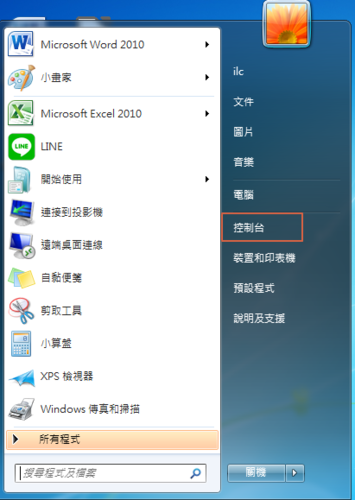 Microsoft Word 2010
小畫家
Microsoft Excel 2010
LINE
開始使用
連接到投影機
遠端桌面連線
自黏便箋
剪取工具
小算盤
XPS 檢視器
Windows 傳真和掃描
所有程式
搜尋程式及檔案
ilc
文件
圖片
音樂
電腦
控制台
裝置和印表機
預設程式
說明及支援
關機